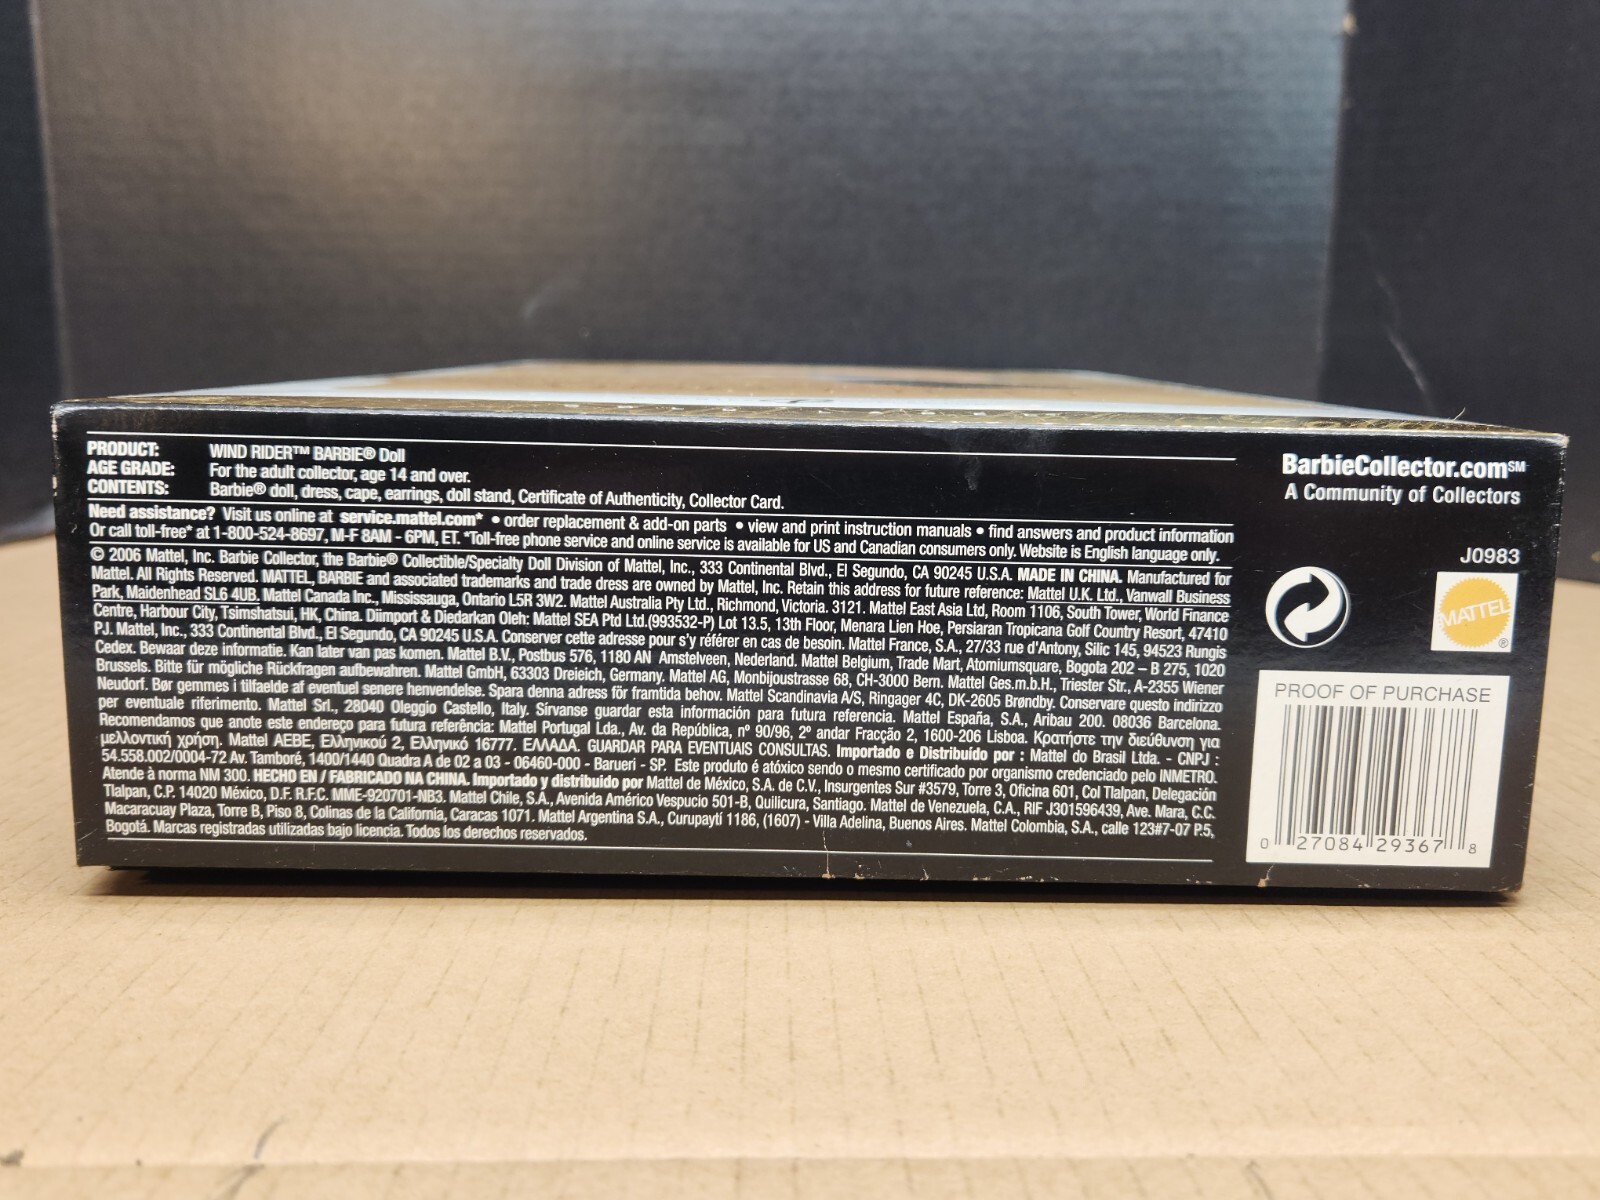 PRODUCT: WIND RIDER™ BARBIE® Doll
AGE GRADE: For the adult collector, age 14 and over.
CONTENTS: Barbie® doll, dress, cape, earrings, doll stand, Certificate of Authenticity, Collector Card.
Need assistance? Visit us online at service.mattel.com* • order replacement & add-on parts • view and print instruction manuals • find answers and product information
Or call toll-free* at 1-800-524-8697, M-F 8AM - 6PM, ET. *Toll-free phone service and online service is available for US and Canadian consumers only. Website is English language only.
© 2006 Mattel, Inc. Barbie Collector, the Barbie® Collectible/Specialty Doll Division of Mattel, Inc., 333 Continental Blvd., El Segundo, CA 90245 U.S.A. MADE IN CHINA. Manufactured for
Mattel. All Rights Reserved. MATTEL, BARBIE and associated trademarks and trade dress are owned by Mattel, Inc. Retain this address for future reference: Mattel U.K. Ltd., Vanwall Business
Park, Maidenhead SL6 4UB. Mattel Canada Inc., Mississauga, Ontario L5R 3W2. Mattel Australia Pty Ltd., Richmond, Victoria. 3121. Mattel East Asia Ltd, Room 1106, South Tower, World Finance
Centre, Harbour City, Tsimshatsui, HK, China. Diimport & Diedarkan Oleh: Mattel SEA Ptd Ltd.(993532-P) Lot 13.5, 13th Floor, Menara Lien Hoe, Persiaran Tropicana Golf Country Resort, 47410
P.J. Mattel, Inc., 333 Continental Blvd., El Segundo, CA 90245 U.S.A. Conserver cette adresse pour s'y référer en cas de besoin. Mattel France, S.A., 27/33 rue d'Antony, Silic 145, 94523 Rungis
Cedex. Bewaar deze informatie. Kan later van pas komen. Mattel B.V., Postbus 576, 1180 AN Amstelveen, Nederland. Mattel Belgium, Trade Mart, Atomiumsquare, Bogota 202 – B 275, 1020
Brussels. Bitte für mögliche Rückfragen aufbewahren. Mattel GmbH, 63303 Dreieich, Germany. Mattel AG, Monbijoustrasse 68, CH-3000 Bern. Mattel Ges.m.b.H., Triester Str., A-2355 Wiener
Neudorf. Bør gemmes i tilfælde af eventuel senere henvendelse. Spara denna adress för framtida behov. Mattel Scandinavia A/S, Ringager 4C, DK-2605 Brøndby. Conservare questo indirizzo
per eventuale riferimento. Mattel Srl., 28040 Oleggio Castello, Italy. Sírvanse guardar esta información para futura referencia. Mattel España, S.A., Aribau 200. 08036 Barcelona.
Recomendamos que anote este endereço para futura referência: Mattel Portugal Lda., Av. da República, nº 90/96, 2º andar Fracção 2, 1600-206 Lisboa. Κρατήστε την διεύθυνση για
μελλοντική χρήση. Mattel AEBE, Ελληνικού 2, Ελληνικό 16777. ΕΛΛΑΔΑ. GUARDAR PARA EVENTUAIS CONSULTAS. Importado e Distribuído por : Mattel do Brasil Ltda. - CNPJ :
54.558.002/0004-72 Av. Tamboré, 1400/1440 Quadra A de 02 a 03 - 06460-000 - Barueri - SP. Este produto é atóxico sendo o mesmo certificado por organismo credenciado pelo INMETRO.
Atende à norma NM 300. HECHO EN / FABRICADO NA CHINA. Importado y distribuido por Mattel de México, S.A. de C.V., Insurgentes Sur #3579, Torre 3, Oficina 601, Col Tlalpan, Delegación
Tlalpan, C.P. 14020 México, D.F. R.F.C. MME-920701-NB3. Mattel Chile, S.A., Avenida Américo Vespucio 501-B, Quilicura, Santiago. Mattel de Venezuela, C.A., RIF J301596439, Ave. Mara, C.C.
Macaracuay Plaza, Torre B, Piso 8, Colinas de la California, Caracas 1071. Mattel Argentina S.A., Curupaytí 1186, (1607) - Villa Adelina, Buenos Aires. Mattel Colombia, S.A., calle 123#7-07 P.5,
Bogotá. Marcas registradas utilizadas bajo licencia. Todos los derechos reservados.
BarbieCollector.com℠
A Community of Collectors
J0983
MATTEL ®
PROOF OF PURCHASE
0 27084 29367 8